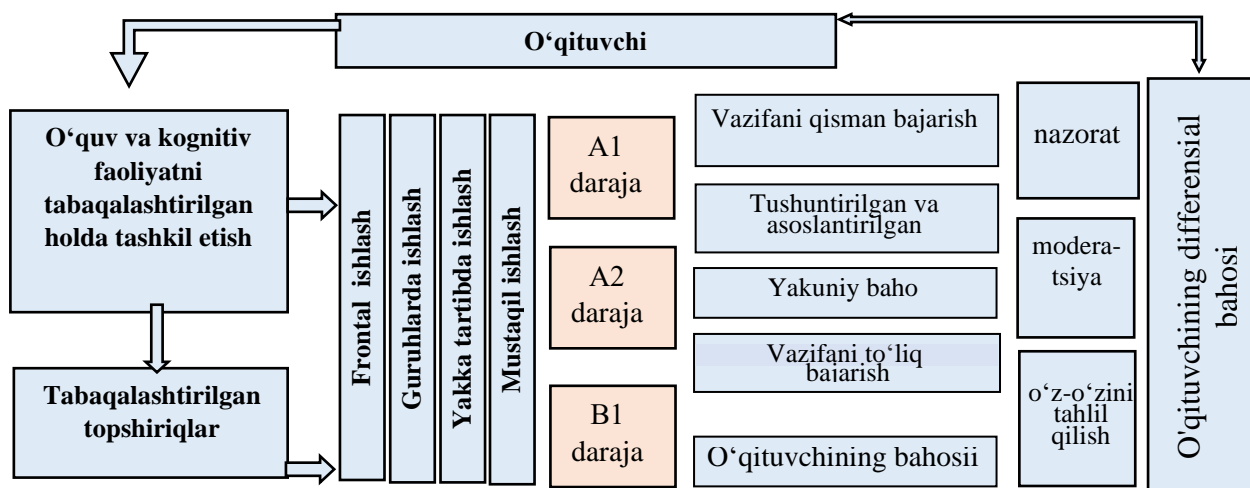 O‘qituvchi
O‘quv va kognitiv
faoliyatni
tabaqalashtirilgan
holda tashkil etish
Tabaqalashtirilgan
topshiriqlar
Frontal ishlash
Guruhlarda ishlash
Yakka tartibda ishlash
Mustaqil ishlash
A1
daraja
A2
daraja
B1
daraja
Vazifani qisman bajarish
Tushuntirilgan va
asoslantirilgan
Yakuniy baho
Vazifani to‘liq
bajarish
O‘qituvchining bahosii
nazorat
modera-
tsiya
o‘z-o‘zini
tahlil
qilish
O'qituvchining differensial
bahosi